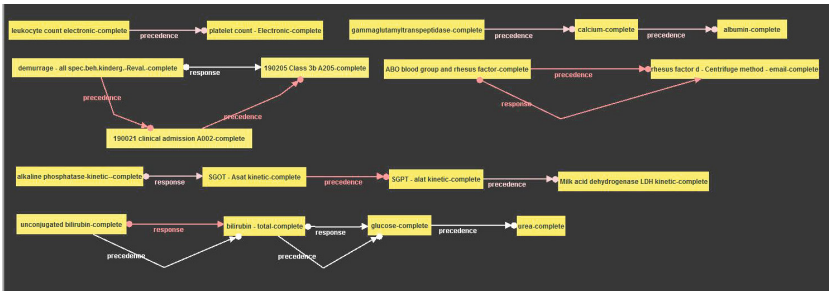 leukocyte count electronic-complete
precedence
platelet count - Electronic-complete
gammaglutamyltranspeptidase-complete
precedence
calcium-complete
precedence
albumin-complete
demurrage - all spec.beh.kinderg.-Reval.-complete
response
190205 Class 3b A205-complete
ABO blood group and rhesus factor-complete
precedence
rhesus factor d - Centrifuge method - email-complete
precedence
precedence
response
190021 clinical admission A002-complete
alkaline phosphatase-kinetic--complete
response
SGOT - Asat kinetic-complete
precedence
SGPT - alat kinetic-complete
precedence
Milk acid dehydrogenase LDH kinetic-complete
unconjugated bilirubin-complete
response
bilirubin - total-complete
response
glucose-complete
precedence
urea-complete
precedence
precedence